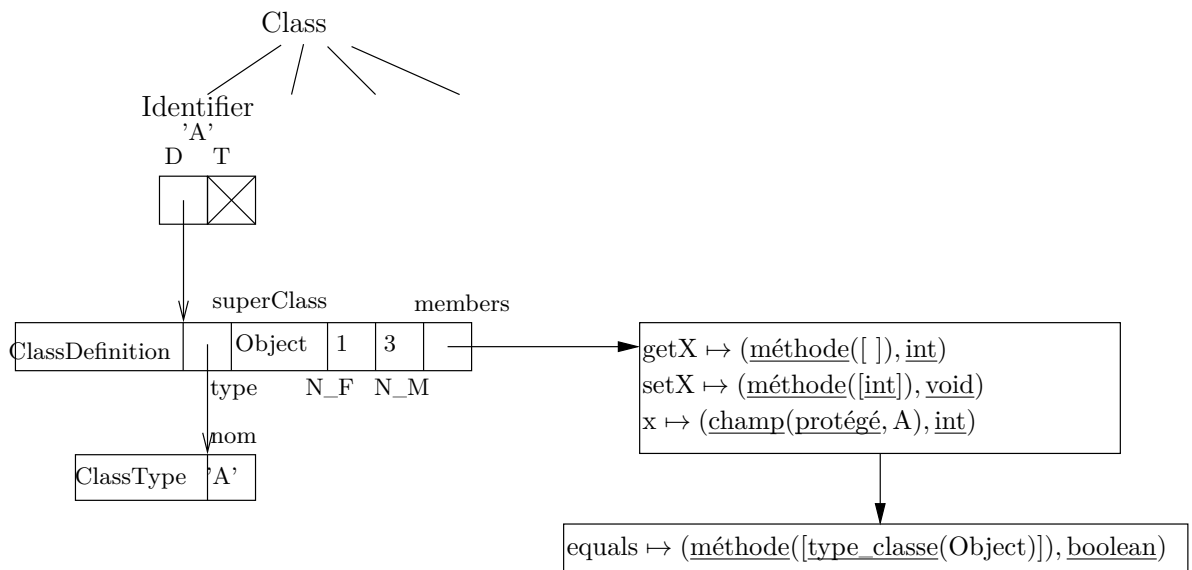 Class
Identifier
'A'
D T
superClass
members
ClassDefinition Object 1 3
type N_F N_M
nom
ClassType 'A'
getX ↦ (méthode([ ]), int)
setX ↦ (méthode([int]), void)
x ↦ (champ(protégé, A), int)
equals ↦ (méthode([type_classe(Object)]), boolean)